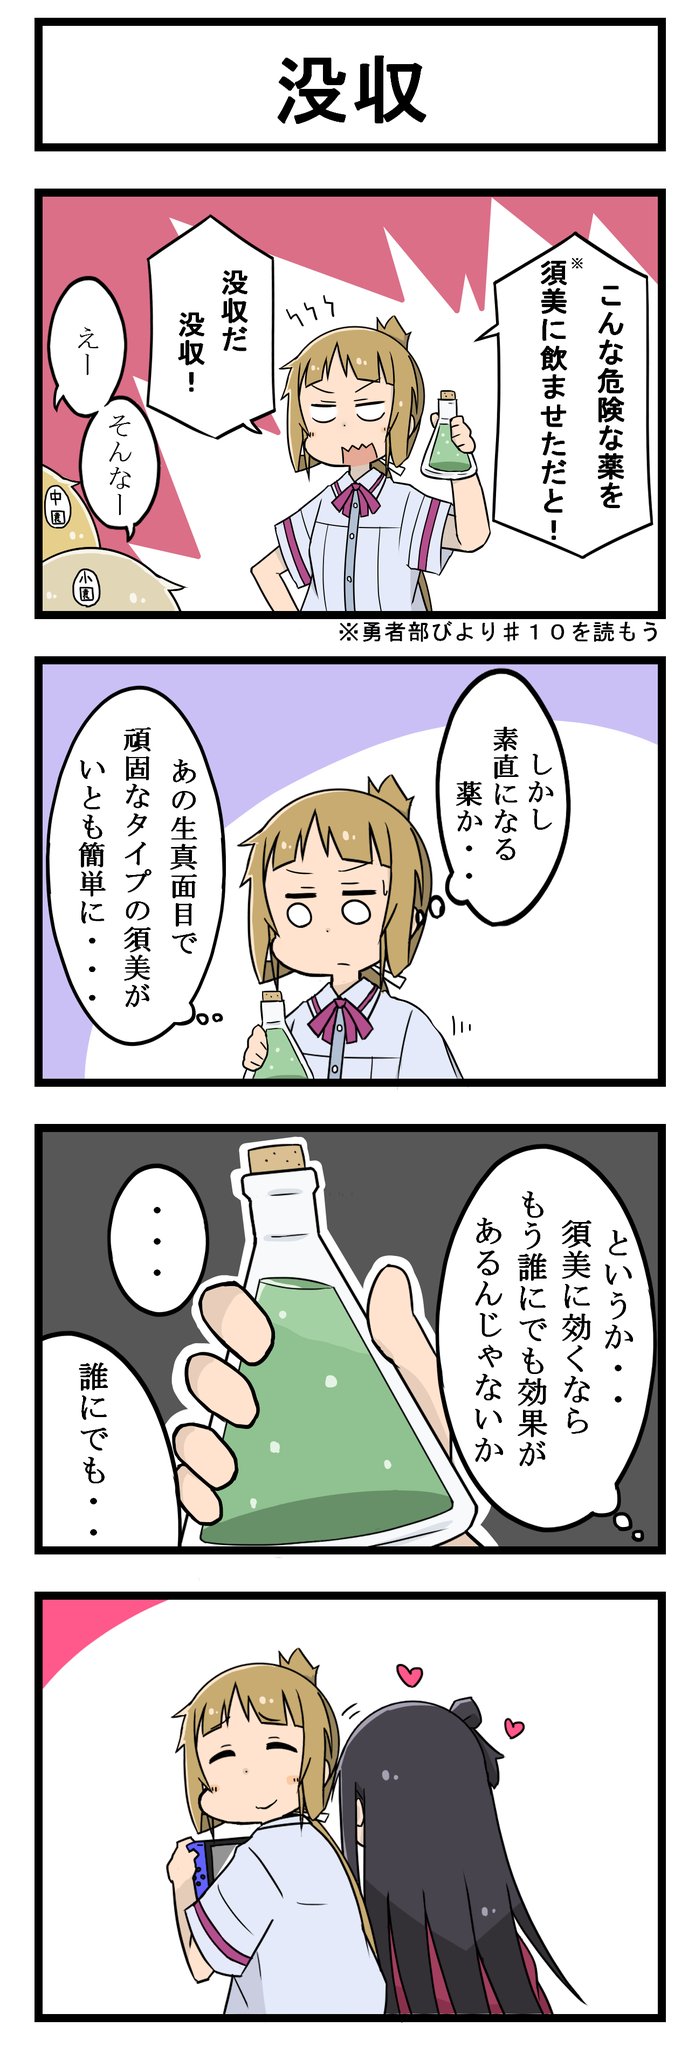 没収
こんな危険な薬を
※
須美に飲ませただと！
没収だ
没収！
えー
そんなー
中園
小園
※勇者部びより♯１０を読もう
しかし
素直になる
薬か・・
あの生真面目で
頑固なタイプの須美が
いとも簡単に・・・
というか・・
須美に効くなら
もう誰にでも効果が
あるんじゃないか
・・・
誰にでも・・